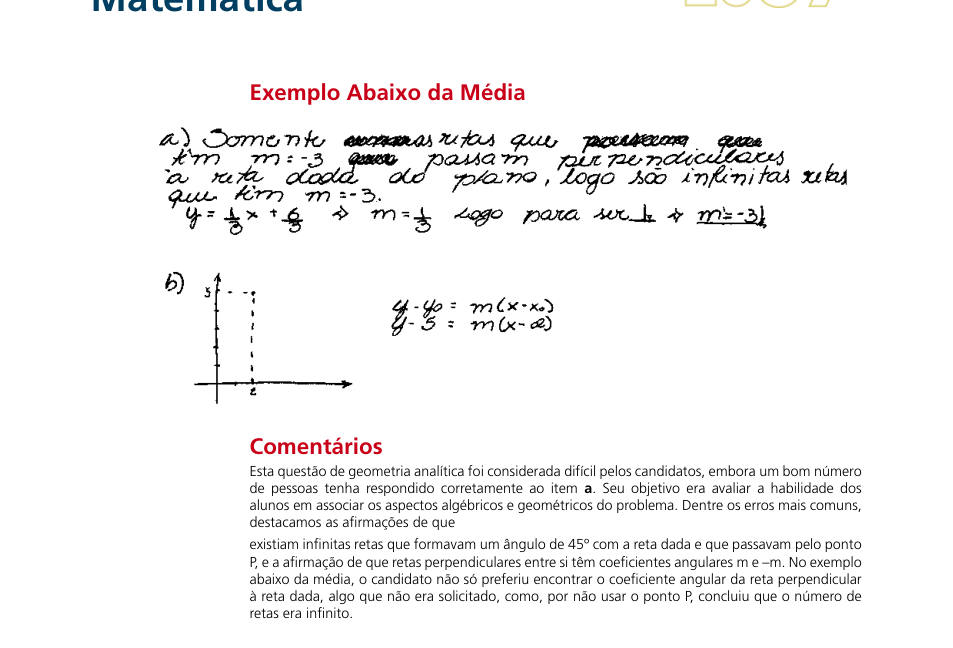 Matemática
Exemplo Abaixo da Média
a) Somente as retas que
têm m = -3 passam perpendiculares
à reta dada do plano, logo são infinitas retas
que têm m = -3.
y = 1/3 x + 6/3 ⇒ m = 1/3 Logo para ser ⊥ ⇒ m = -3
b)
5
2
y - y₀ = m(x - x₀)
y - 5 = m(x - 2)
Comentários
Esta questão de geometria analítica foi considerada difícil pelos candidatos, embora um bom número
de pessoas tenha respondido corretamente ao item a. Seu objetivo era avaliar a habilidade dos
alunos em associar os aspectos algébricos e geométricos do problema. Dentre os erros mais comuns,
destacamos as afirmações de que
existiam infinitas retas que formavam um ângulo de 45º com a reta dada e que passavam pelo ponto
P, e a afirmação de que retas perpendiculares entre si têm coeficientes angulares m e –m. No exemplo
abaixo da média, o candidato não só preferiu encontrar o coeficiente angular da reta perpendicular
à reta dada, algo que não era solicitado, como, por não usar o ponto P, concluiu que o número de
retas era infinito.